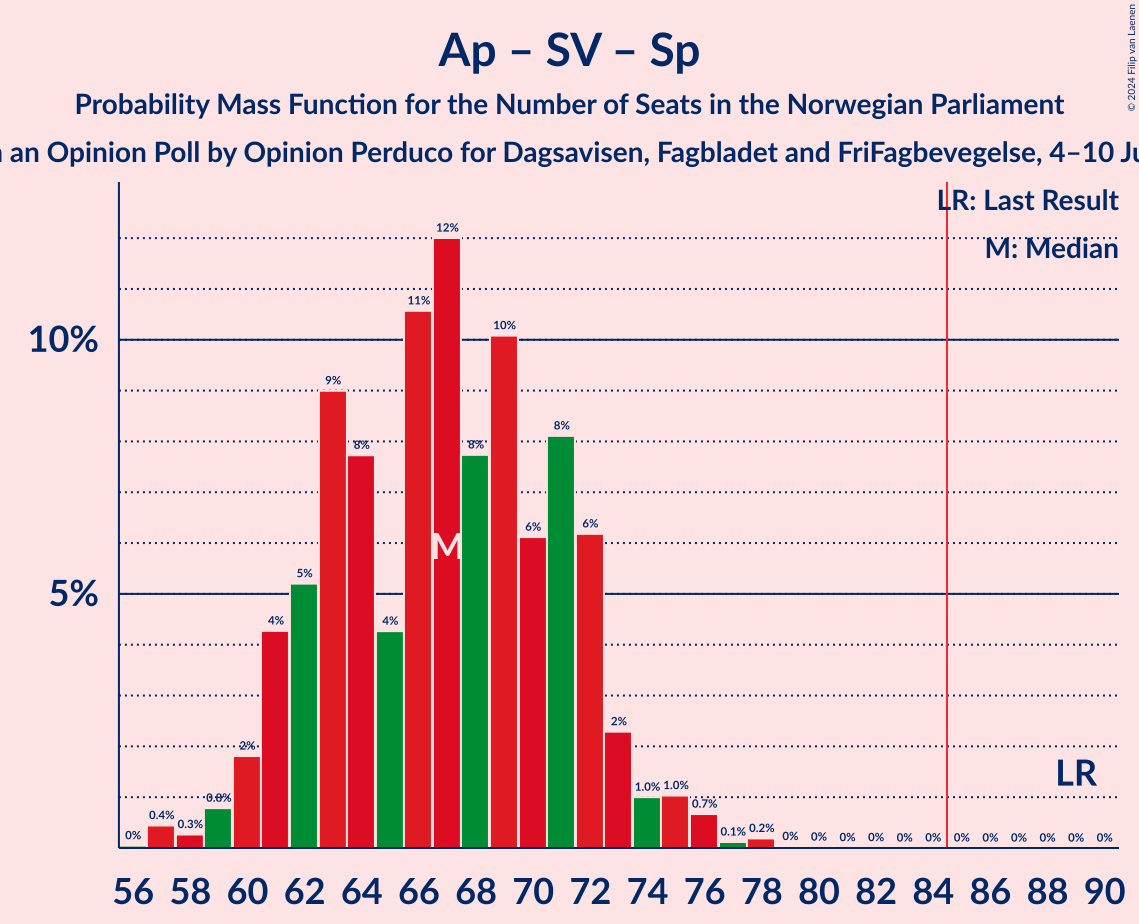 Ap – SV – Sp
Probability Mass Function for the Number of Seats in the Norwegian Parliament
an Opinion Poll by Opinion Perduco for Dagsavisen, Fagbladet and FriFagbevegelse, 4–10
© 2024 Filip van Laenen
LR: Last Result
M: Median
10%
5%
0% 0.4% 0.3% 0.8% 2% 4% 5% 9% 8% 4% 11% 12% 8% 10% 6% 8% 6% 2% 1.0% 1.0% 0.7% 0.1% 0.2% 0% 0% 0% 0% 0% 0% 0% 0% 0% 0% 0% 0%
M
LR
56 58 60 62 64 66 68 70 72 74 76 78 80 82 84 86 88 90